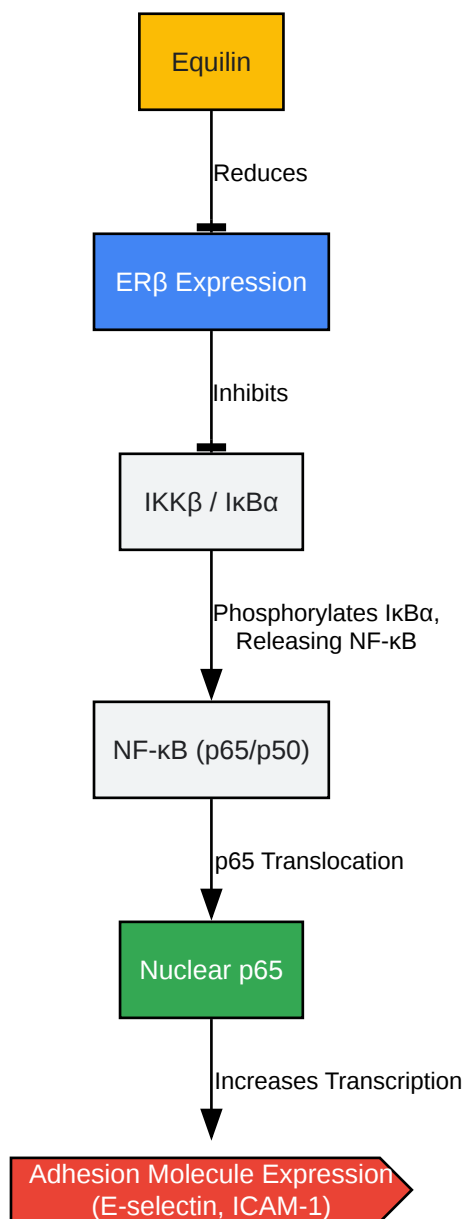 Equilin
Reduces
ERβ Expression
Inhibits
IKKβ / IκBα
Phosphorylates IκBα,
Releasing NF-κB
NF-κB (p65/p50)
p65 Translocation
Nuclear p65
Increases Transcription
Adhesion Molecule Expression
(E-selectin, ICAM-1)